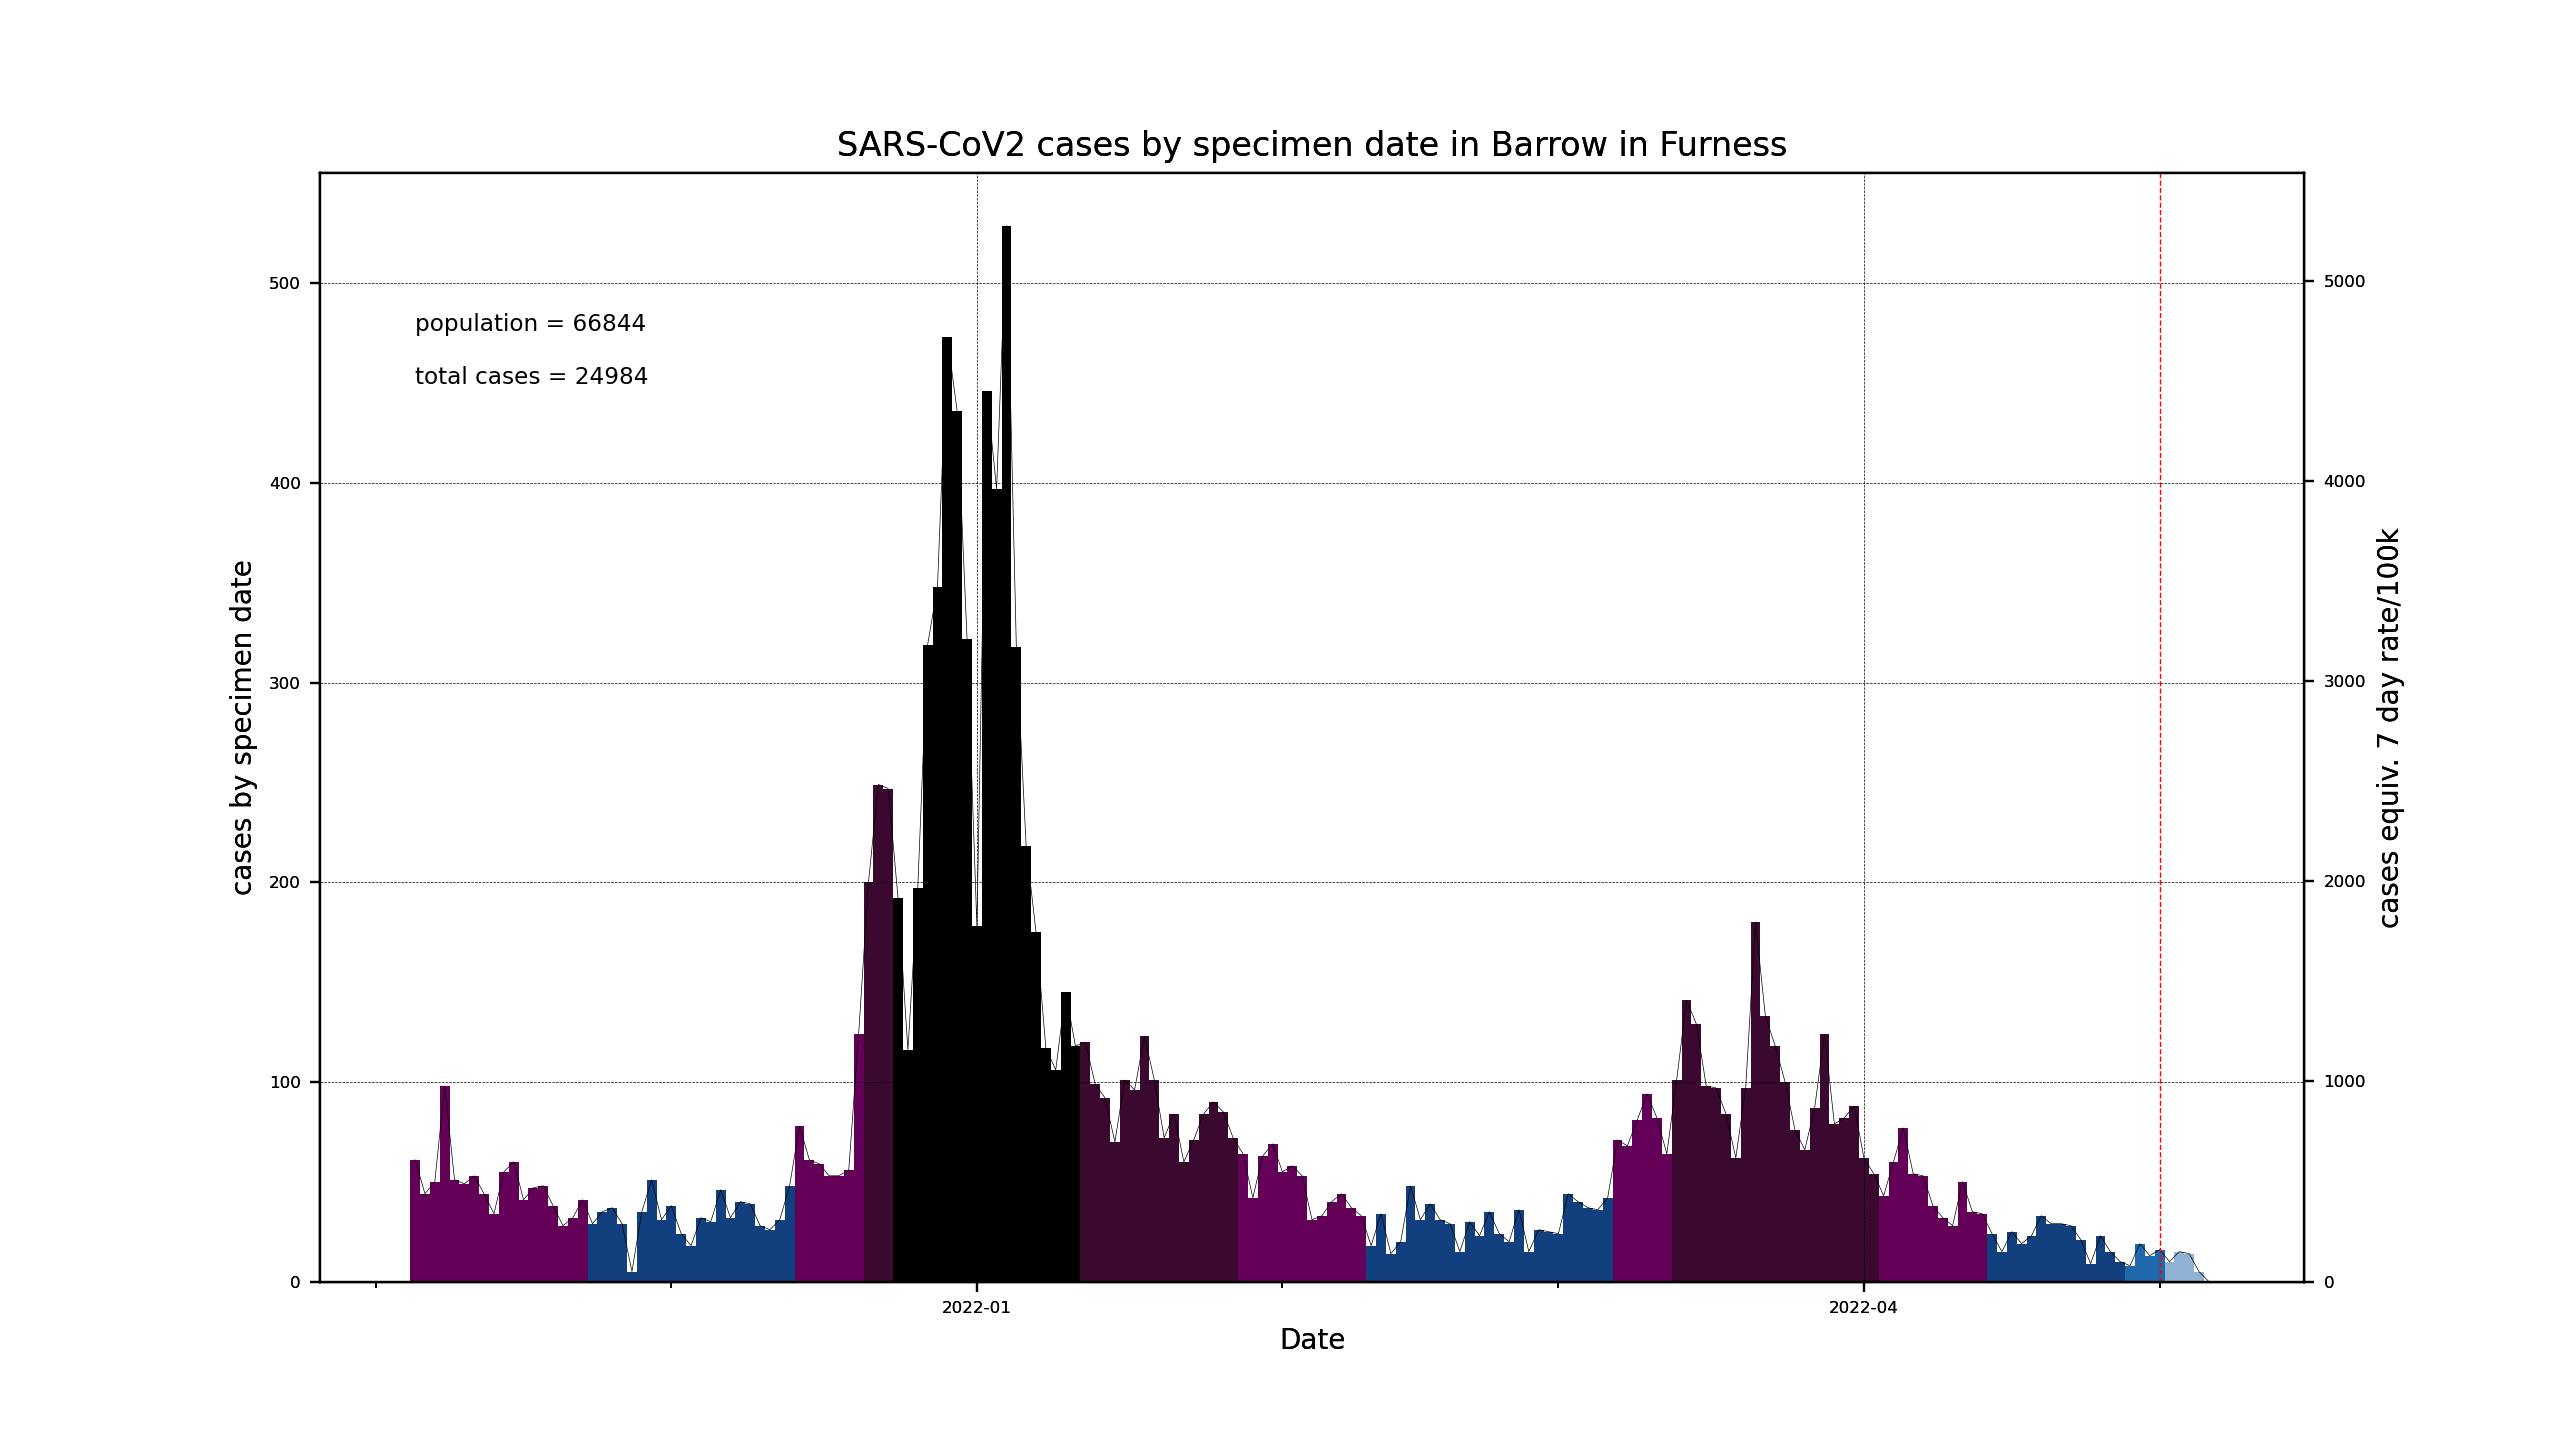 SARS-CoV2 cases by specimen date in Barrow in Furness
population = 66844
total cases = 24984
cases by specimen date
500
400
300
200
100
0
5000
4000
3000
2000
1000
0
cases equiv. 7 day rate/100k
2022-01
2022-04
Date